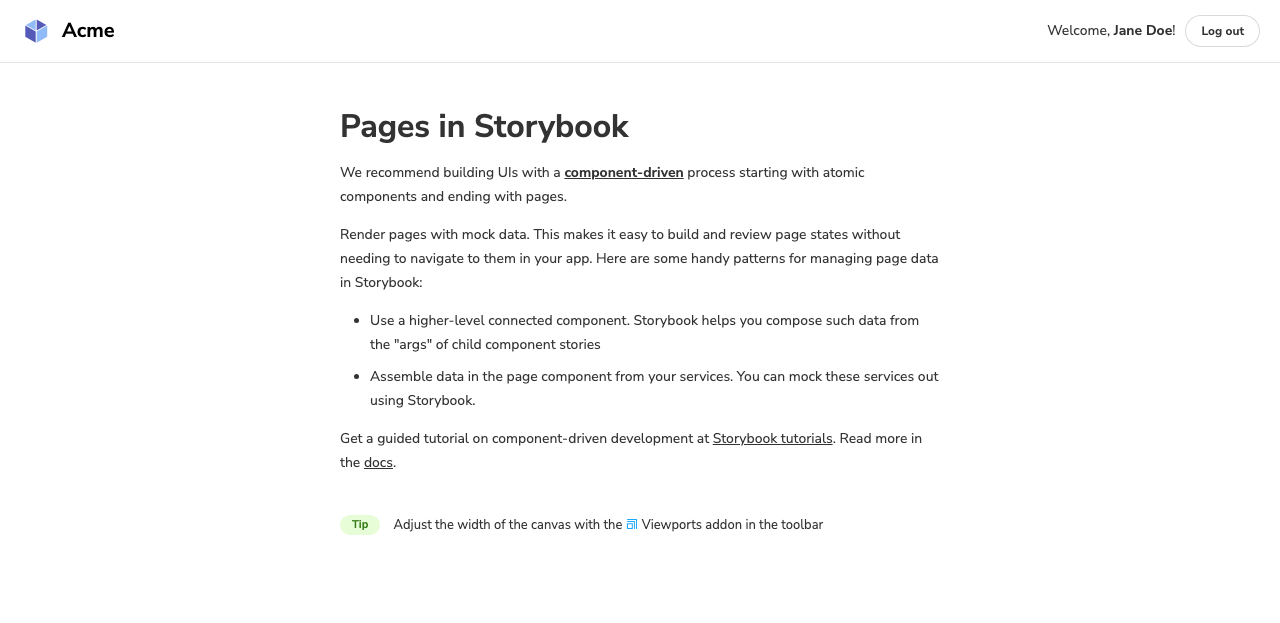 Acme
Welcome, Jane Doe!
Log out
Pages in Storybook
We recommend building UIs with a component-driven process starting with atomic
components and ending with pages.
Render pages with mock data. This makes it easy to build and review page states without
needing to navigate to them in your app. Here are some handy patterns for managing page data
in Storybook:
Use a higher-level connected component. Storybook helps you compose such data from
the "args" of child component stories
Assemble data in the page component from your services. You can mock these services out
using Storybook.
Get a guided tutorial on component-driven development at Storybook tutorials. Read more in
the docs.
Tip Adjust the width of the canvas with the Viewports addon in the toolbar